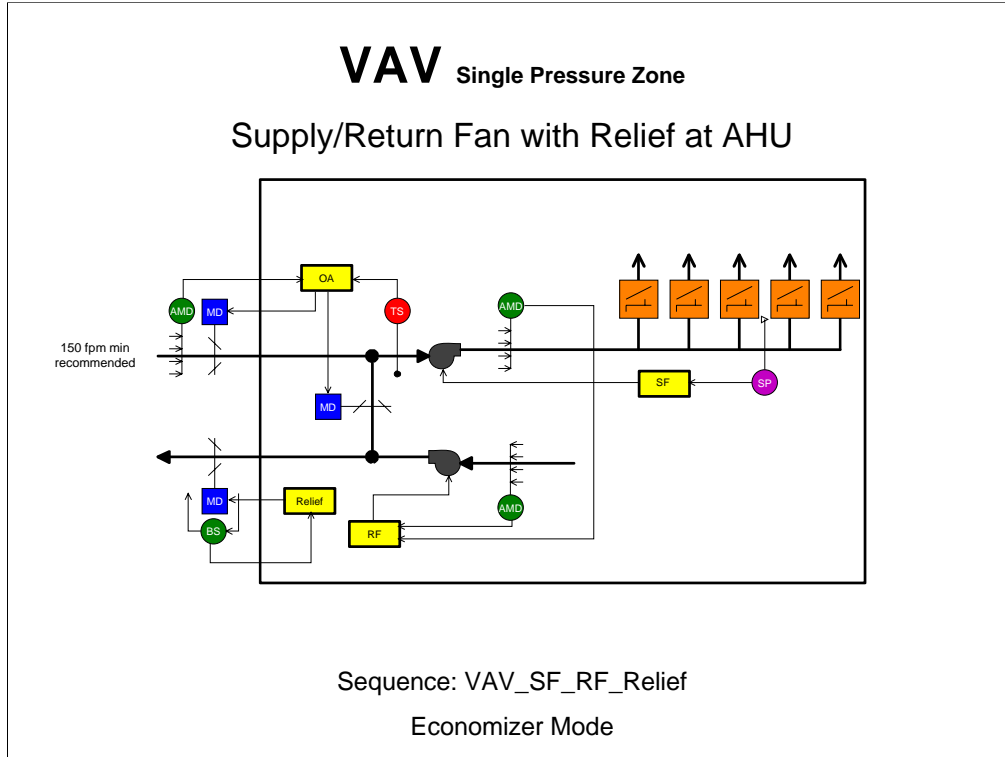 VAV Single Pressure Zone
Supply/Return Fan with Relief at AHU
OA
AMD
MD
TS
AMD
150 fpm min
recommended
SF
SP
MD
MD
Relief
AMD
BS
RF
Sequence: VAV_SF_RF_Relief
Economizer Mode